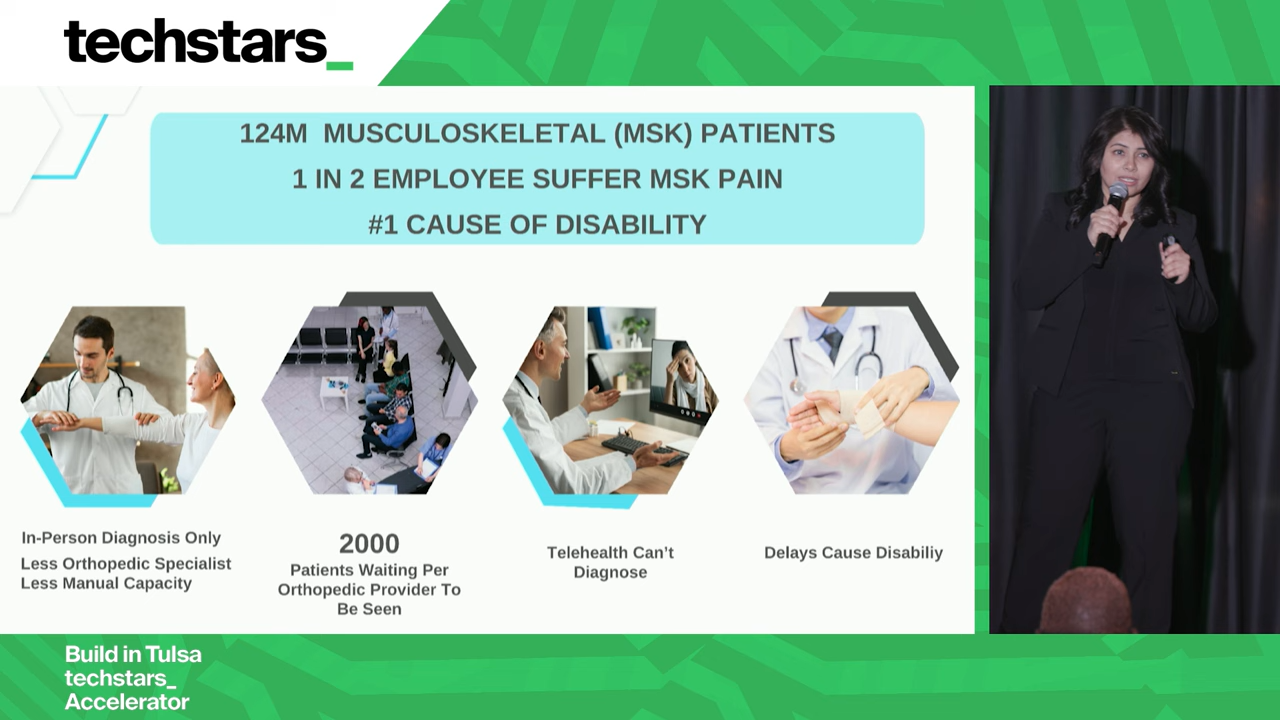 techstars_
124M MUSCULOSKELETAL (MSK) PATIENTS
1 IN 2 EMPLOYEE SUFFER MSK PAIN
#1 CAUSE OF DISABILITY
In-Person Diagnosis Only
Less Orthopedic Specialist
Less Manual Capacity
2000
Patients Waiting Per
Orthopedic Provider To
Be Seen
Telehealth Can't
Diagnose
Delays Cause Disabiliy
Build in Tulsa
techstars_
Accelerator